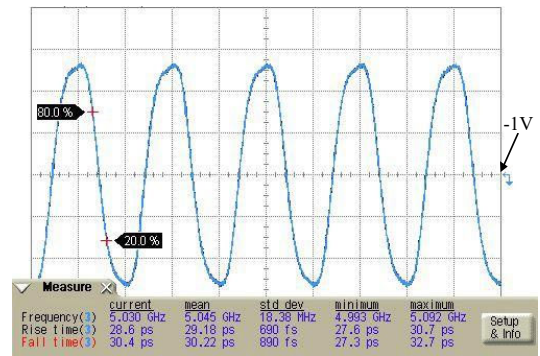 80.0 %
-1V
20.0 %
Measure
current mean std dev minimum maximum
Frequency(3) 5.030 GHz 5.045 GHz 18.38 MHz 4.993 GHz 5.092 GHz
Rise time(3) 28.6 ps 29.18 ps 690 fs 27.6 ps 30.7 ps
Fall time(3) 30.4 ps 30.22 ps 890 fs 27.3 ps 32.7 ps
Setup
& Info